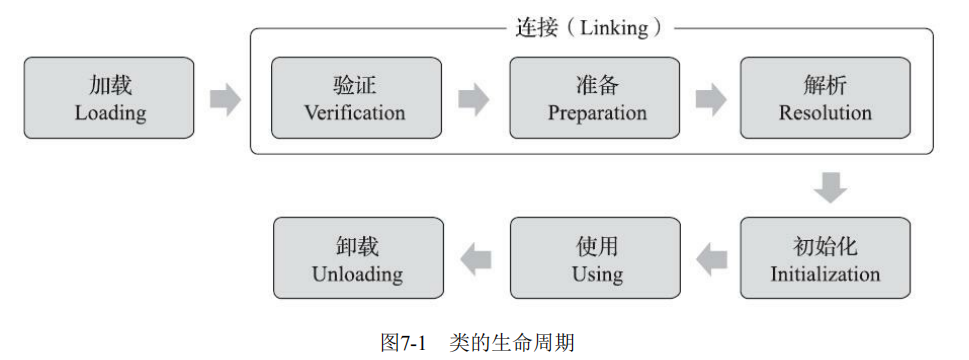 连接（Linking）
加载
Loading
验证
Verification
准备
Preparation
解析
Resolution
卸载
Unloading
使用
Using
初始化
Initialization
图7-1 类的生命周期